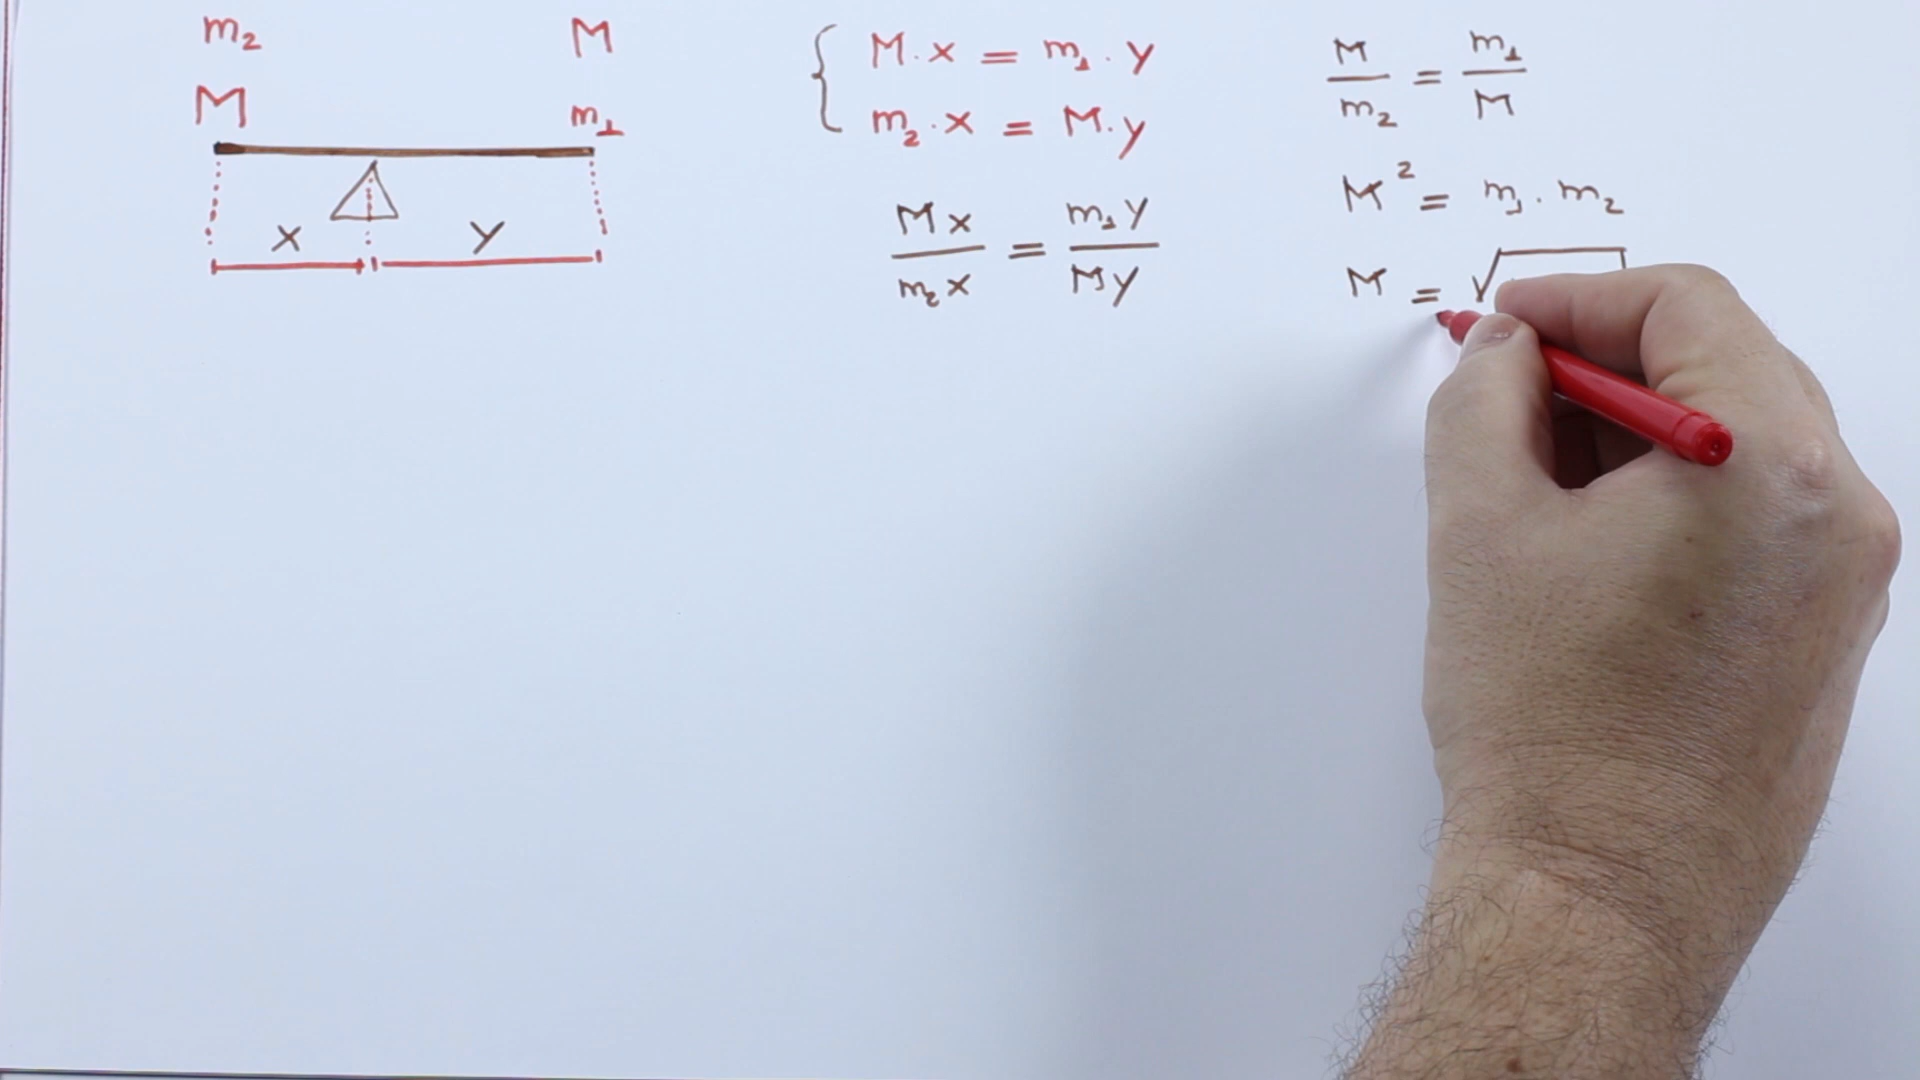 m₂ M
M m₁
x y
M · x = m₁ · y
m₂ · x = M · y
Mx/m₂x = m₁y/My
M/m₂ = m₁/M
M² = m₁ · m₂
M = √